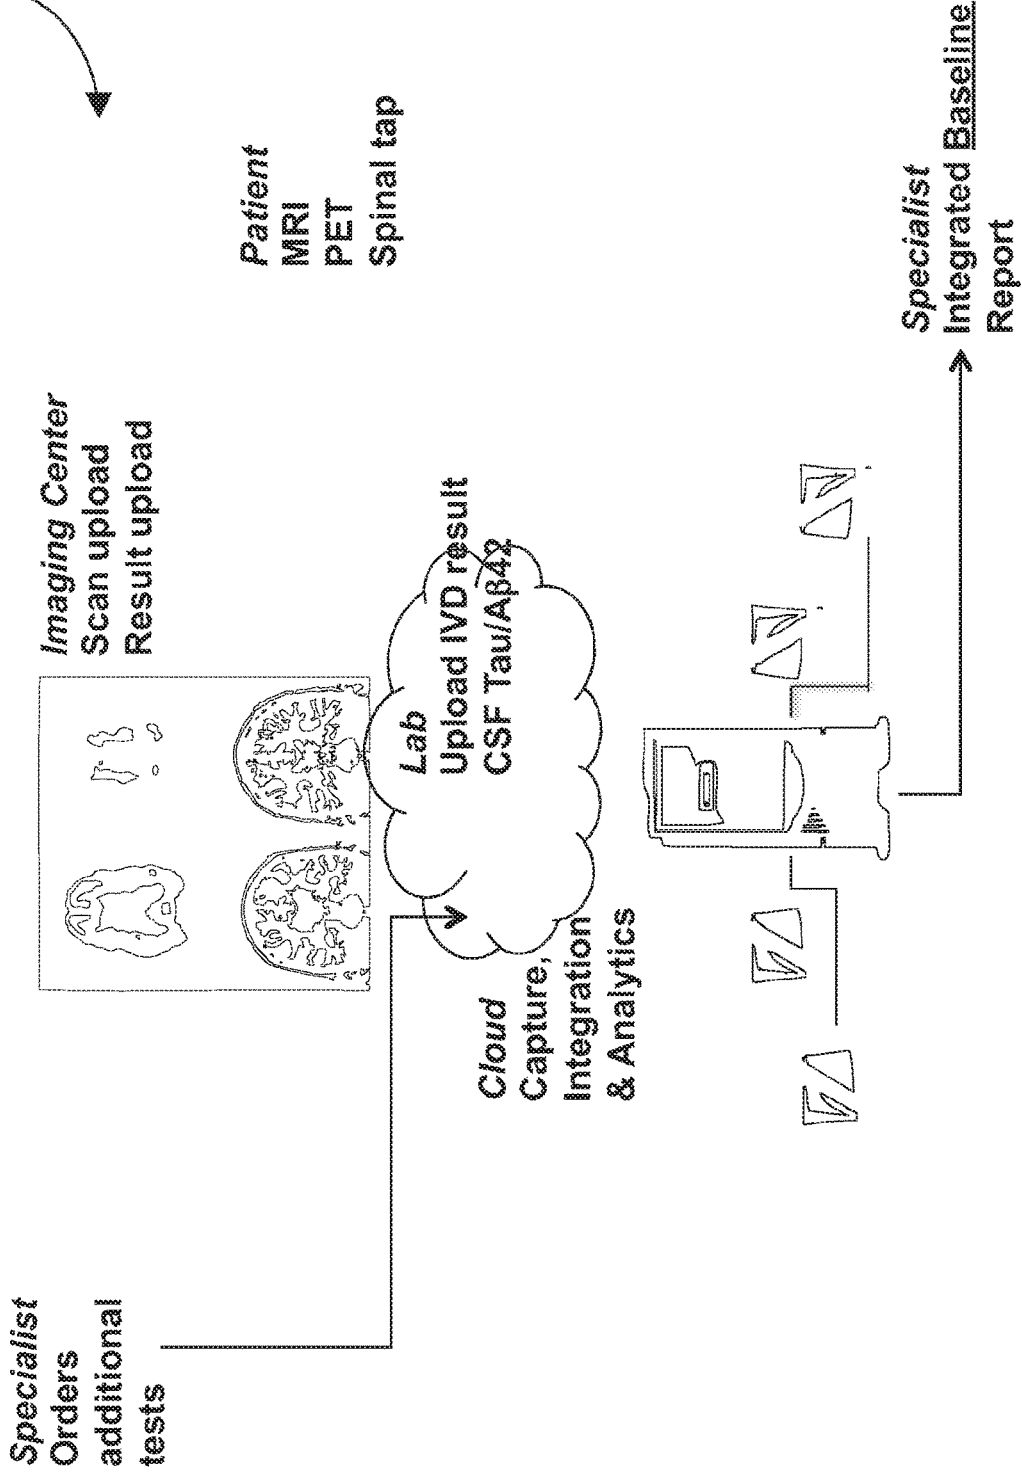 Specialist
Orders
additional
tests
Imaging Center
Scan upload
Result upload
Patient
MRI
PET
Spinal tap
Lab
Upload IVD result
CSF Tau/Aβ42
Cloud
Capture,
Integration
& Analytics
Specialist
Integrated Baseline
Report